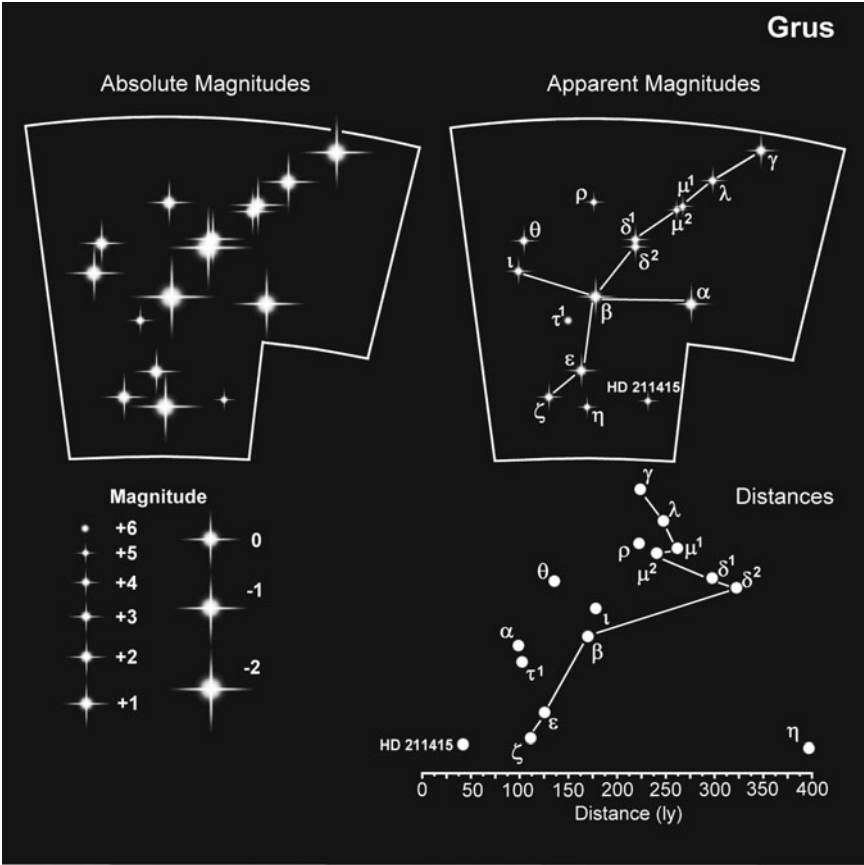 Grus
Absolute Magnitudes
Apparent Magnitudes
γ
λ
μ¹
μ²
ρ
δ¹
δ²
θ
ι
α
β
τ¹
ε
HD 211415
ζ
η
Magnitude
+6
+5
+4
+3
+2
+1
0
-1
-2
Distances
γ
λ
ρ
μ¹
μ²
δ¹
δ²
θ
ι
α
β
τ¹
ε
ζ
HD 211415
η
0 50 100 150 200 250 300 350 400
Distance (ly)